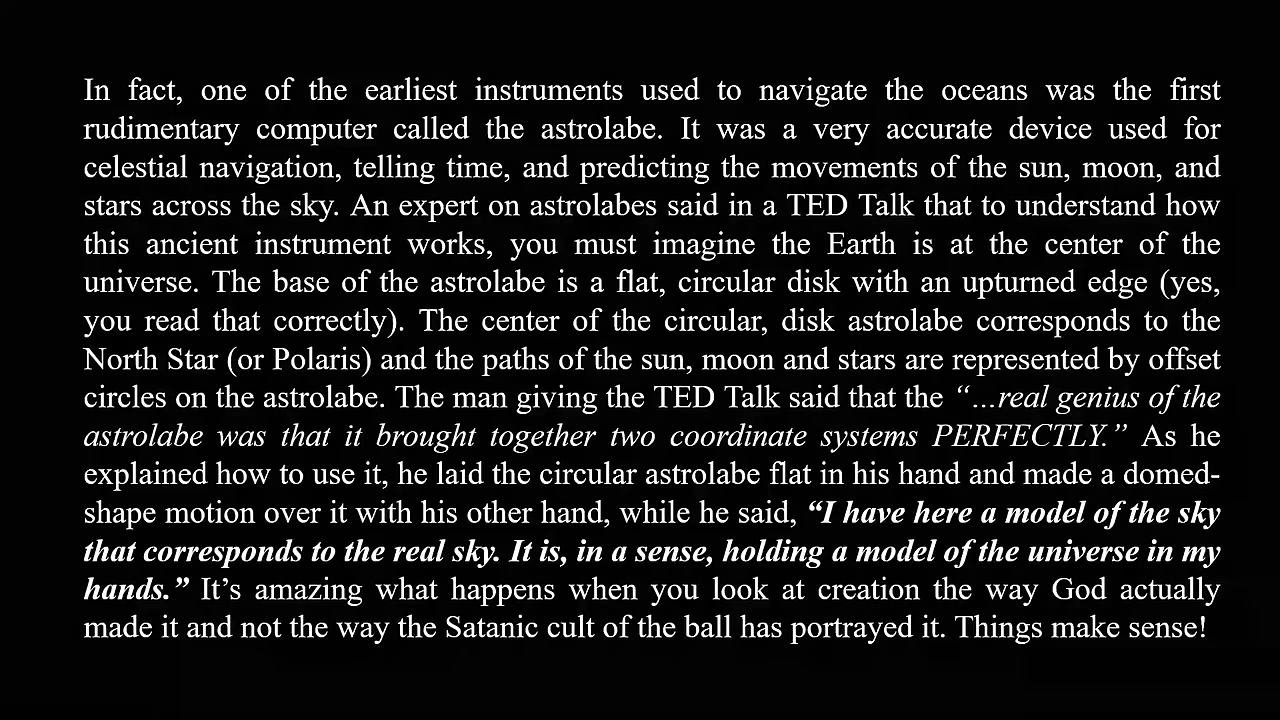 In fact, one of the earliest instruments used to navigate the oceans was the first
rudimentary computer called the astrolabe. It was a very accurate device used for
celestial navigation, telling time, and predicting the movements of the sun, moon, and
stars across the sky. An expert on astrolabes said in a TED Talk that to understand how
this ancient instrument works, you must imagine the Earth is at the center of the
universe. The base of the astrolabe is a flat, circular disk with an upturned edge (yes,
you read that correctly). The center of the circular, disk astrolabe corresponds to the
North Star (or Polaris) and the paths of the sun, moon and stars are represented by offset
circles on the astrolabe. The man giving the TED Talk said that the “…real genius of the
astrolabe was that it brought together two coordinate systems PERFECTLY.” As he
explained how to use it, he laid the circular astrolabe flat in his hand and made a domed-
shape motion over it with his other hand, while he said, “I have here a model of the sky
that corresponds to the real sky. It is, in a sense, holding a model of the universe in my
hands.” It’s amazing what happens when you look at creation the way God actually
made it and not the way the Satanic cult of the ball has portrayed it. Things make sense!